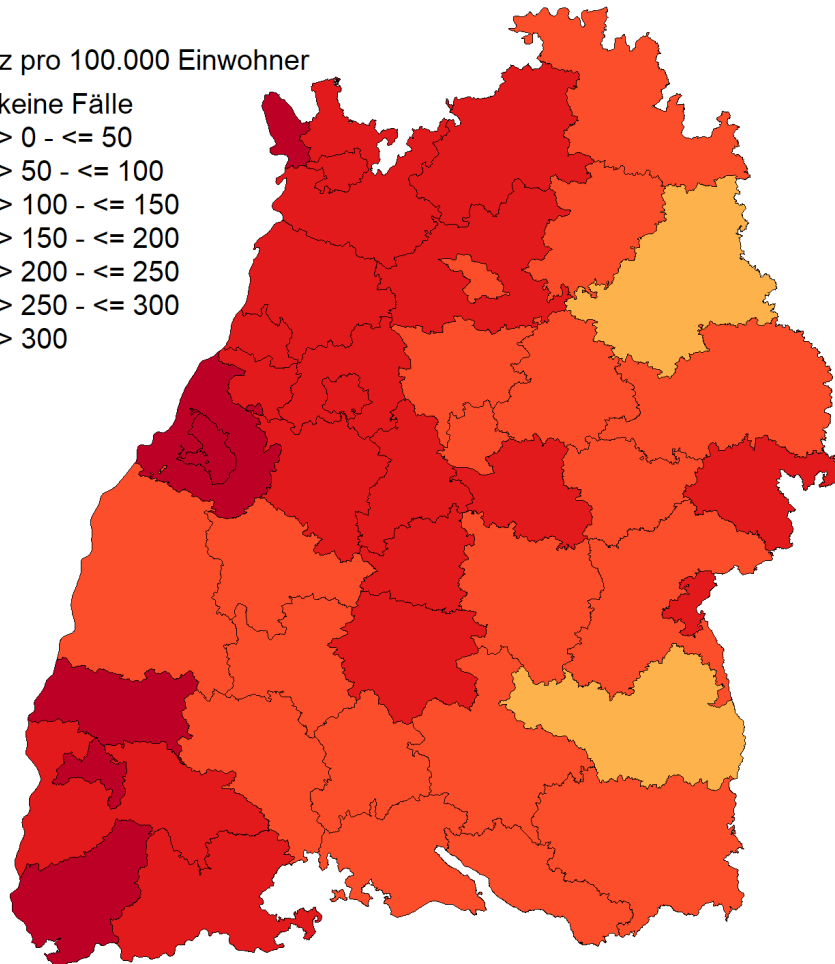 z pro 100.000 Einwohner
keine Fälle
> 0 - <= 50
> 50 - <= 100
> 100 - <= 150
> 150 - <= 200
> 200 - <= 250
> 250 - <= 300
> 300